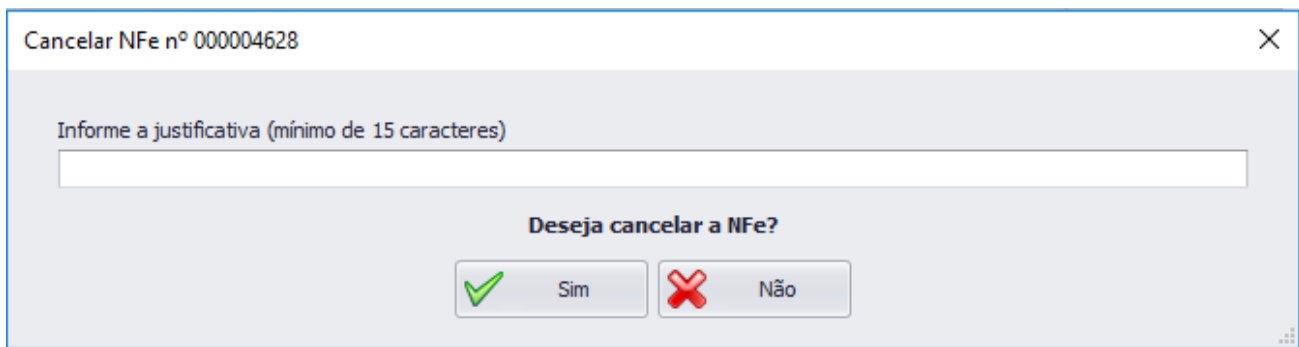 Cancelar NFe nº 000004628
Informe a justificativa (mínimo de 15 caracteres)
Deseja cancelar a NFe?
Sim
Não